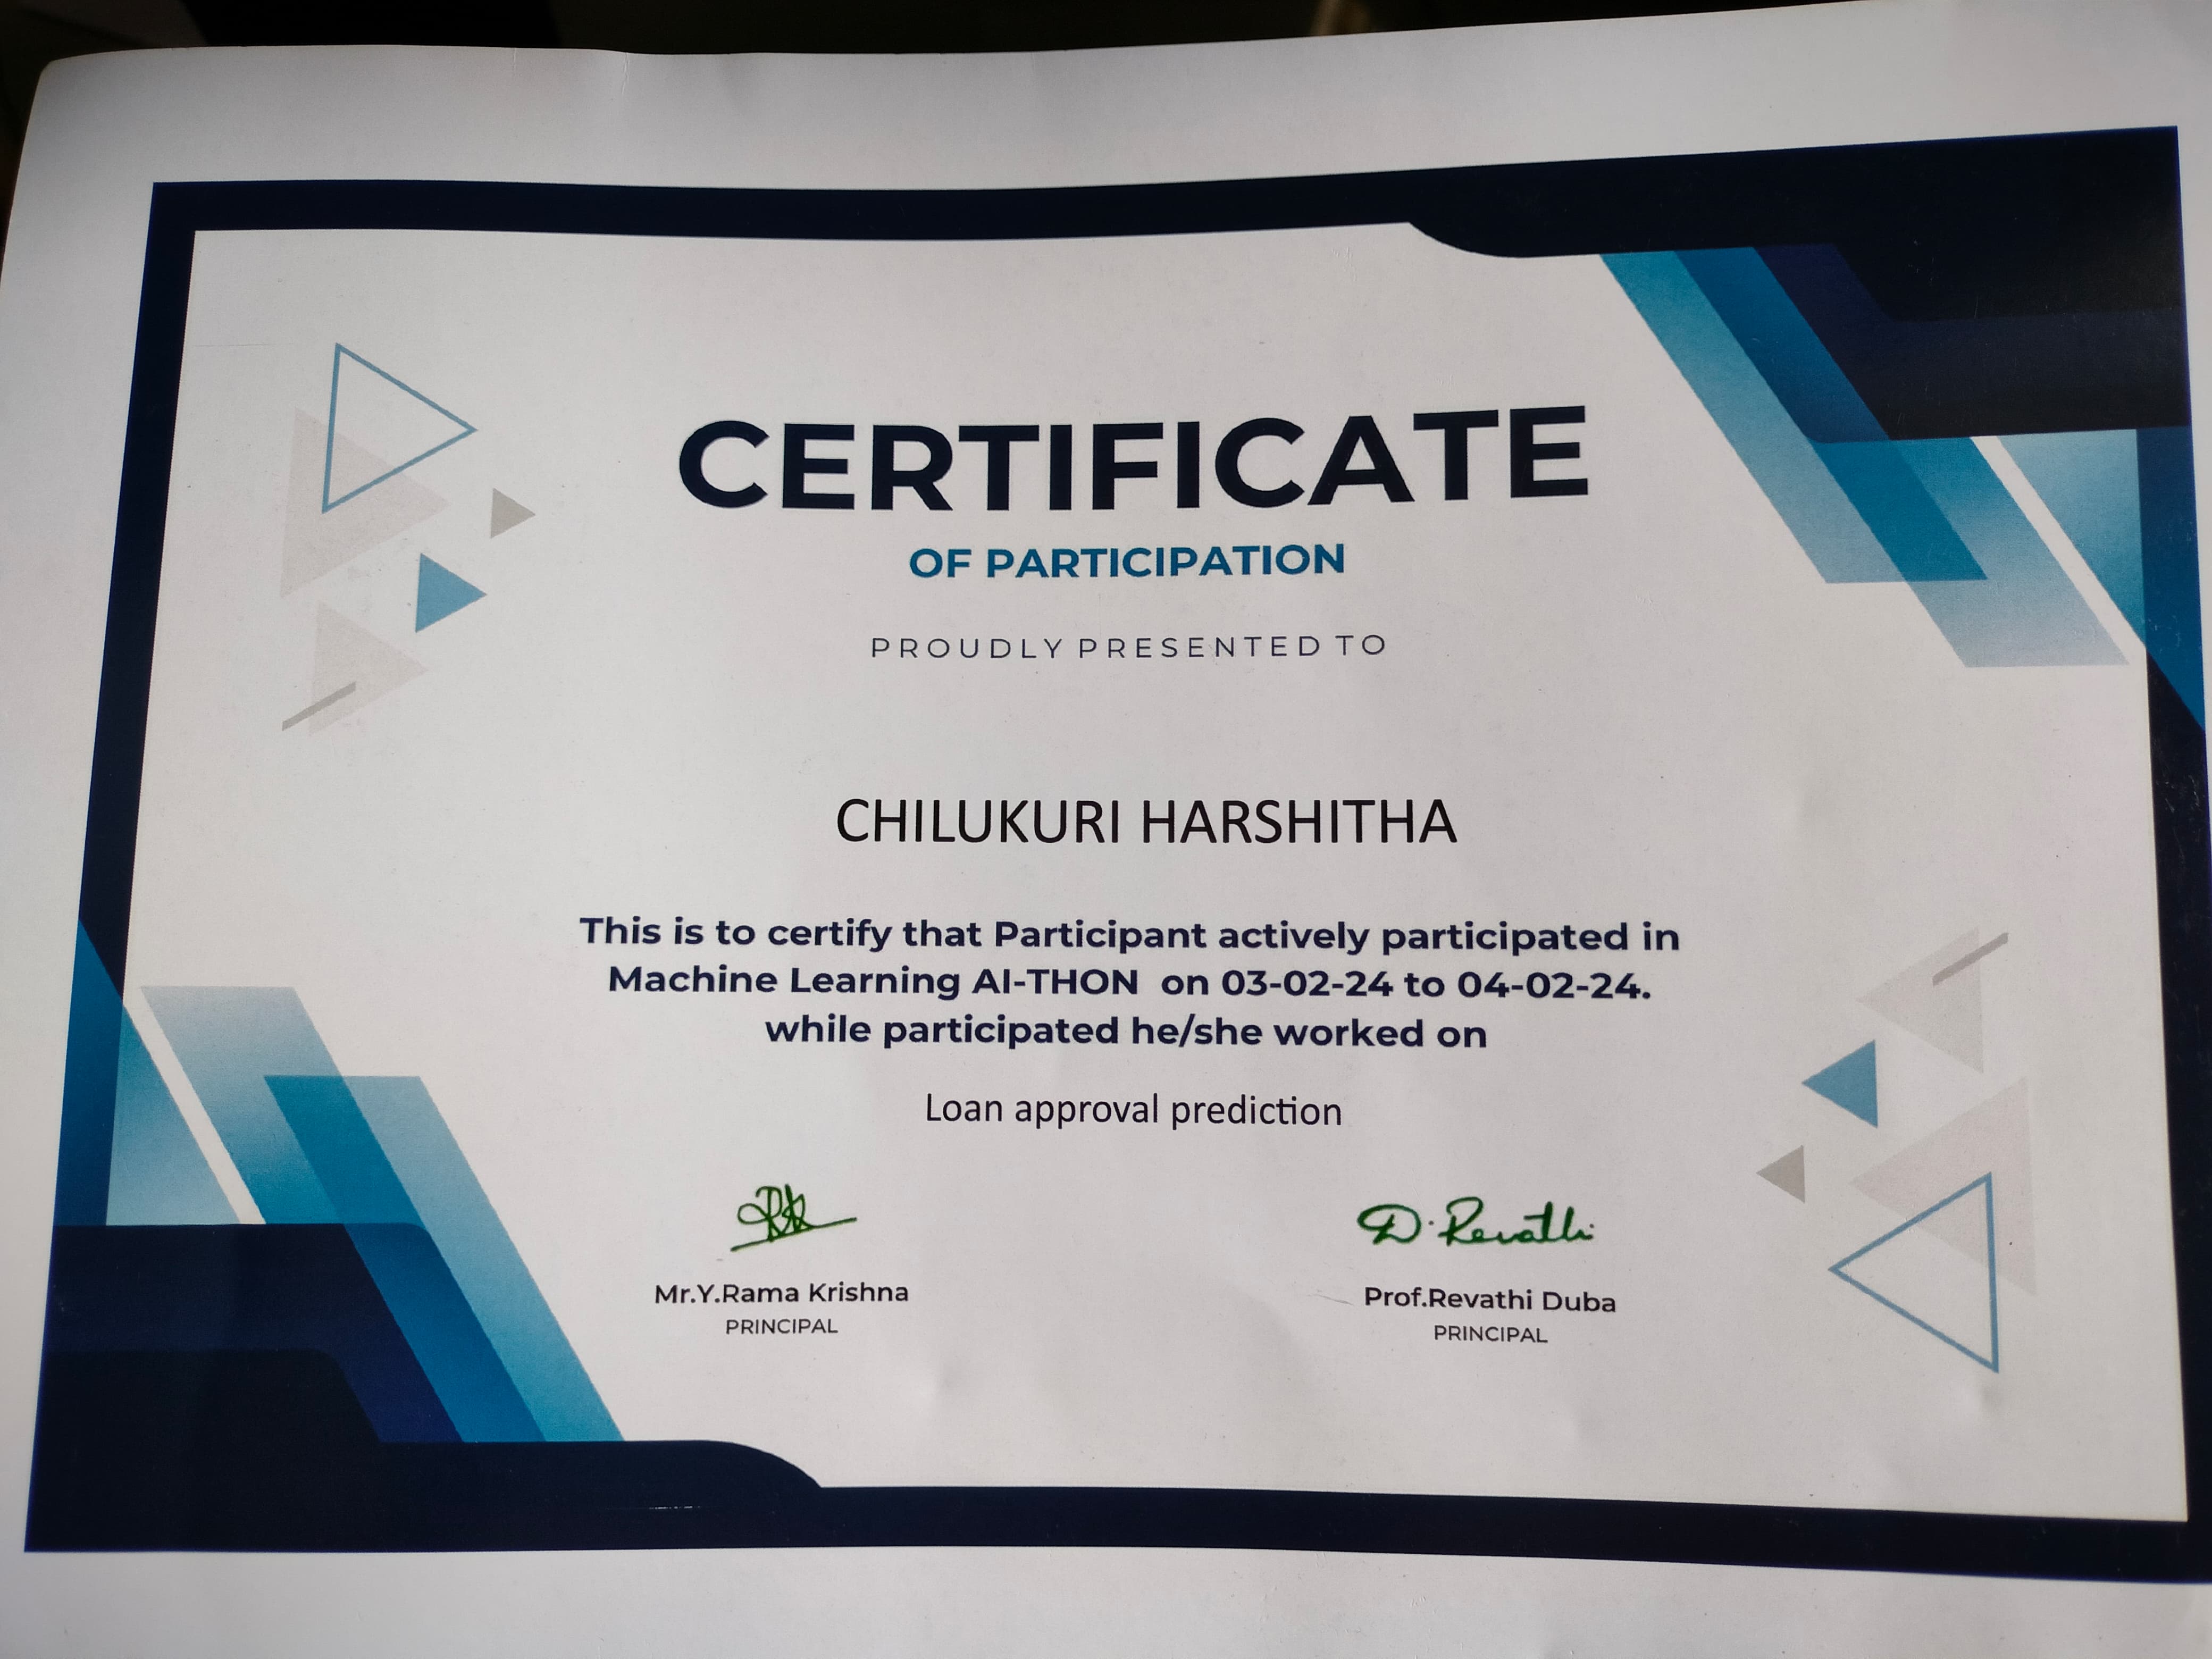 CERTIFICATE
OF PARTICIPATION
PROUDLY PRESENTED TO
CHILUKURI HARSHITHA
This is to certify that Participant actively participated in
Machine Learning AI-THON on 03-02-24 to 04-02-24.
while participated he/she worked on
Loan approval prediction
D. Revathi
Mr.Y.Rama Krishna
Prof.Revathi Duba
PRINCIPAL
PRINCIPAL